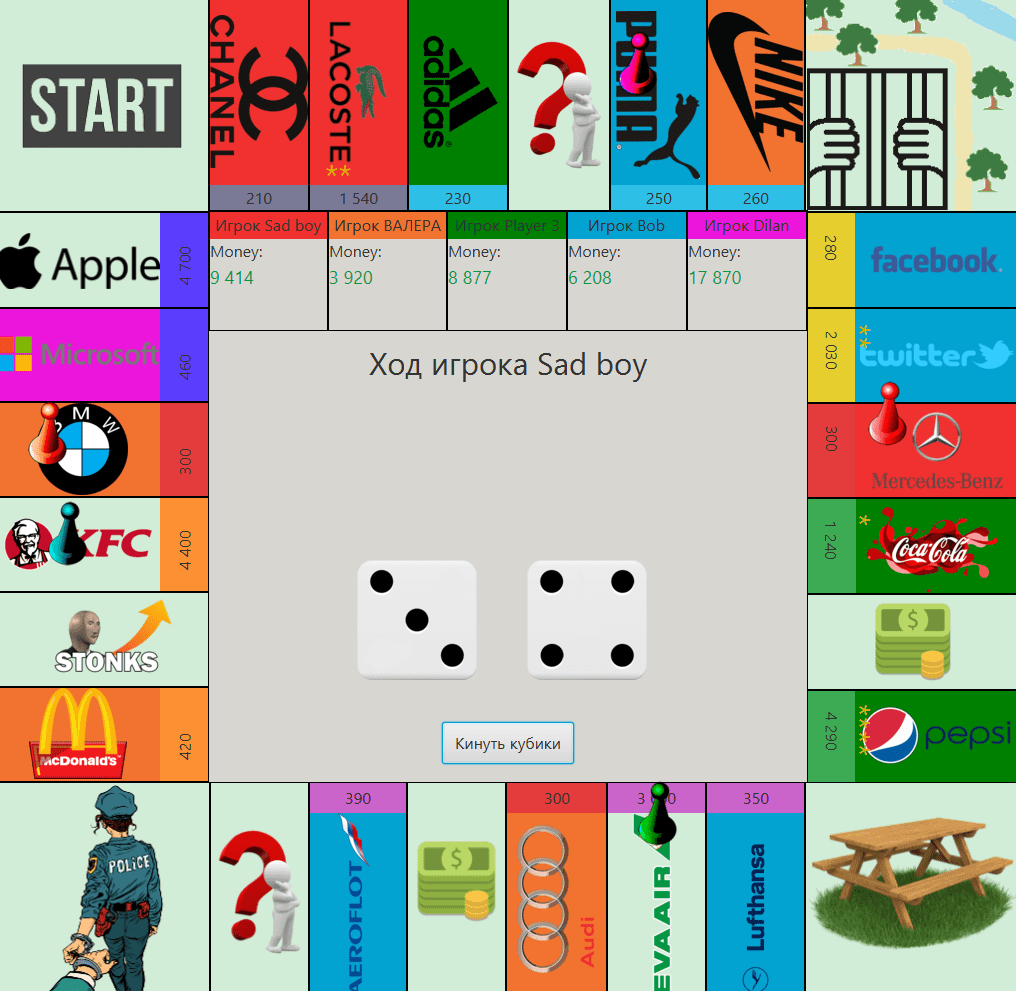 START
CHANEL
LACOSTE
**
adidas
PUMA
NIKE
210
1 540
230
250
260
Apple
4 700
Игрок Sad boy
Игрок ВАЛЕРА
Игрок Player 3
Игрок Bob
Игрок Dilan
Money:
Money:
Money:
Money:
Money:
9 414
3 920
8 877
6 208
17 870
280
facebook.
Microsoft
460
Ход игрока Sad boy
2 030
**
twitter
BMW
300
300
Mercedes-Benz
KFC
4 400
1 240
*
Coca-Cola
STONKS
McDonald's™
420
Кинуть кубики
4 290
pepsi
390
300
350
POLICE
AEROFLOT
Audi
EVA AIR
Lufthansa